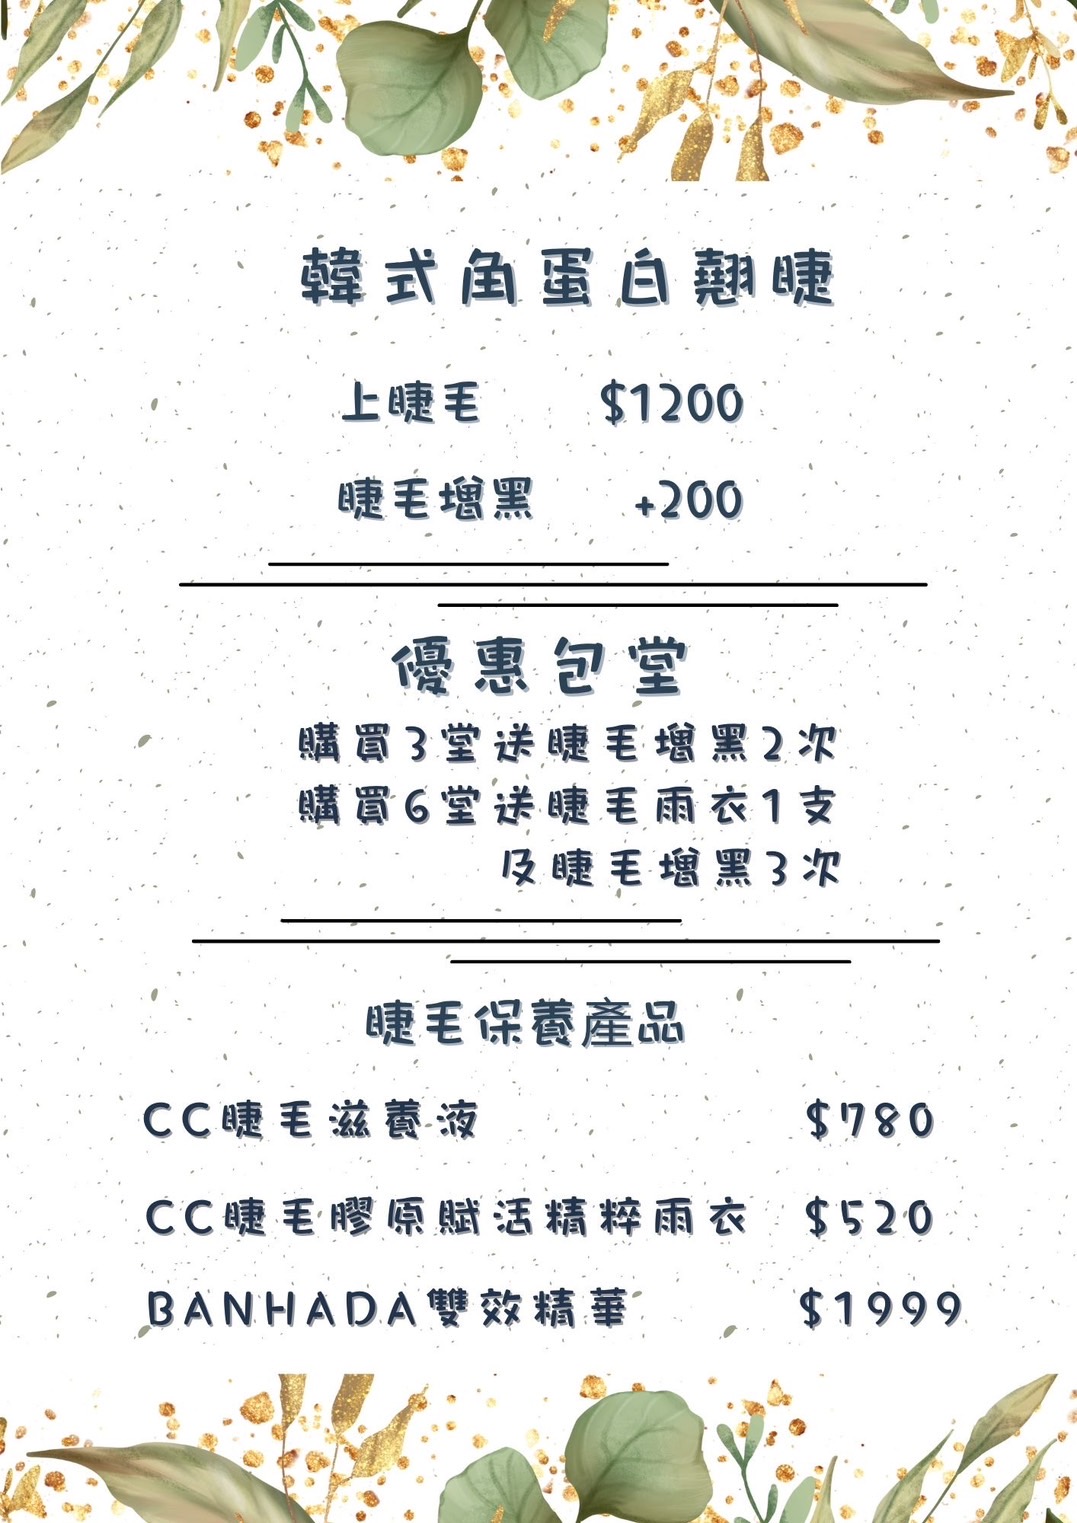 韓式角蛋白翹睫
上睫毛 $1200
睫毛增黑 +200
優惠包堂
購買3堂送睫毛增黑2次
購買6堂送睫毛雨衣1支
及睫毛增黑3次
睫毛保養產品
CC睫毛滋養液 $780
CC睫毛膠原賦活精粹雨衣 $520
BANHADA雙效精華 $1999